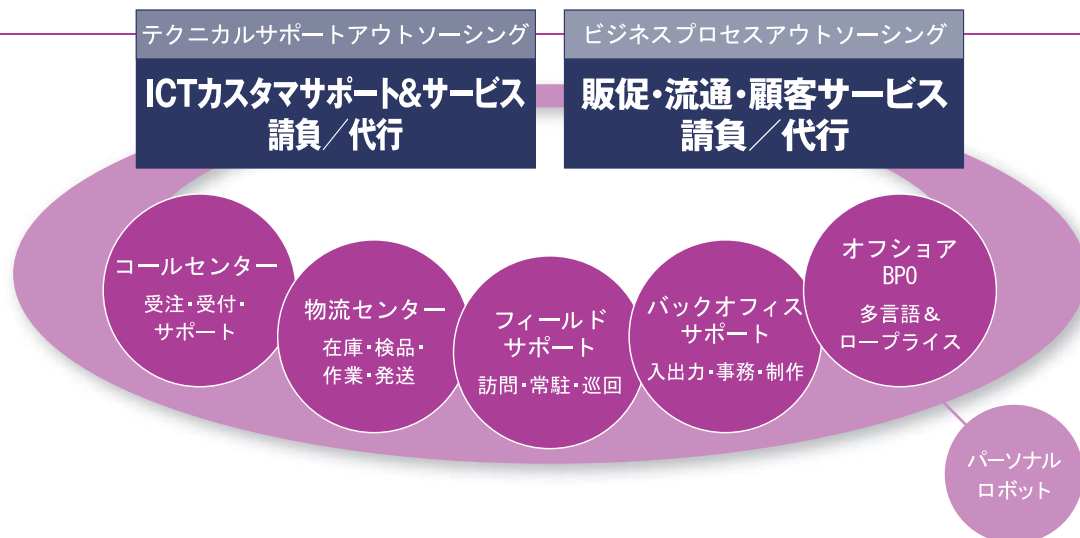 テクニカルサポートアウトソーシング
ICTカスタマサポート&サービス
請負／代行
ビジネスプロセスアウトソーシング
販促・流通・顧客サービス
請負／代行
コールセンター
受注・受付・
サポート
物流センター
在庫・検品・
作業・発送
フィールド
サポート
訪問・常駐・巡回
バックオフィス
サポート
入出力・事務・制作
オフショア
BPO
多言語＆
ロープライス
パーソナル
ロボット